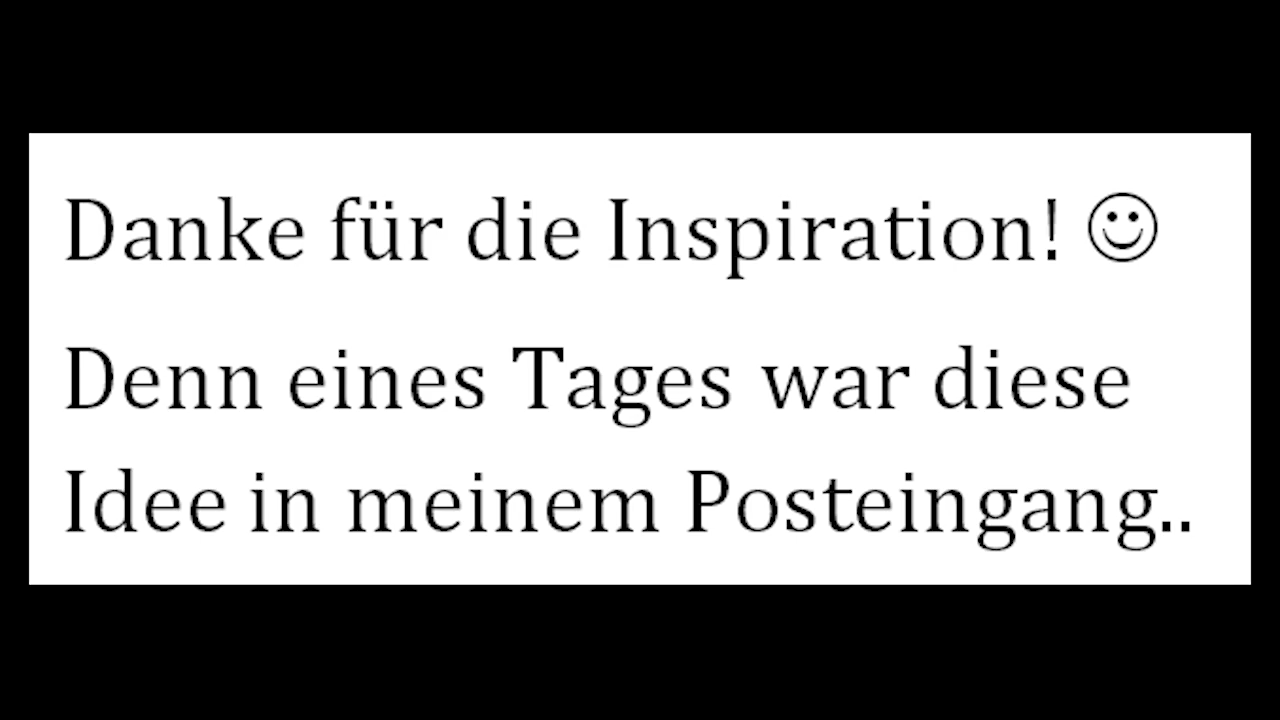 Danke für die Inspiration! ☺
Denn eines Tages war diese
Idee in meinem Posteingang..